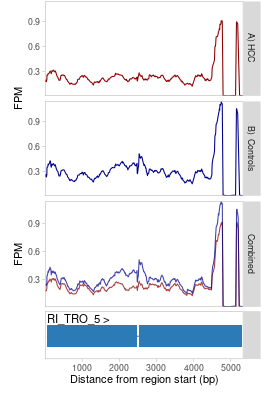 0.9
0.6
0.3
A) HCC
FPM
0.9
0.6
0.3
B) Controls
0.9
0.6
0.3
Combined
FPM
RI_TRO_5 >
1000 2000 3000 4000 5000
Distance from region start (bp)